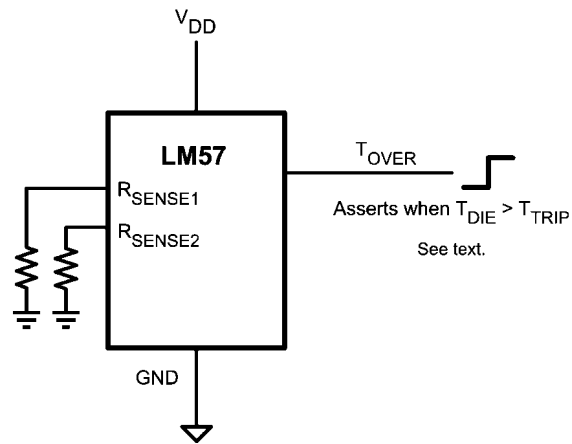 VDD
LM57
TOVER
RSENSE1
Asserts when TDIE > TTRIP
RSENSE2
See text.
GND